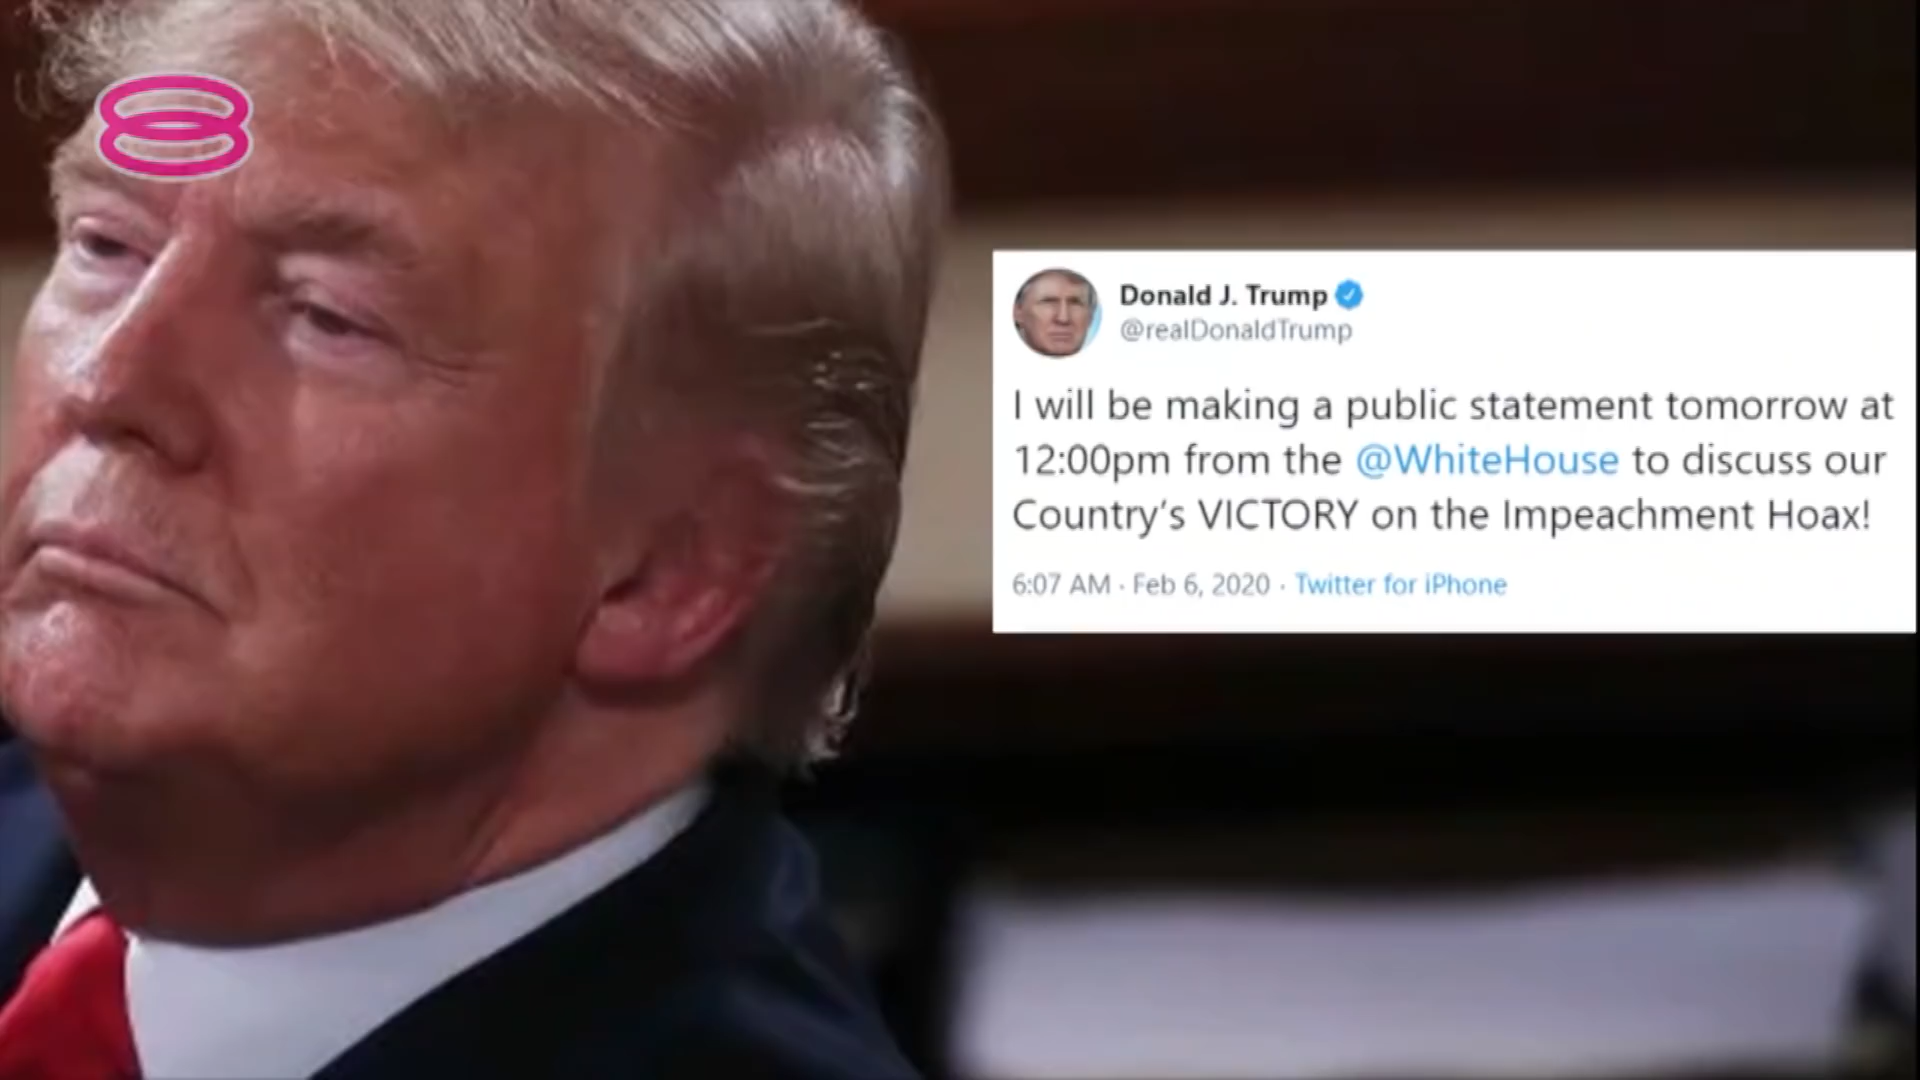 Donald J. Trump
@realDonaldTrump
I will be making a public statement tomorrow at
12:00pm from the @WhiteHouse to discuss our
Country's VICTORY on the Impeachment Hoax!
6:07 AM · Feb 6, 2020 · Twitter for iPhone